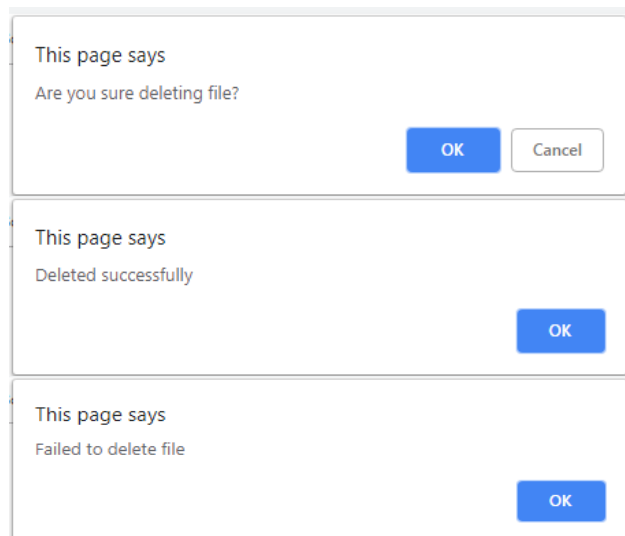 This page says
Are you sure deleting file?
OK Cancel
This page says
Deleted successfully
OK
This page says
Failed to delete file
OK